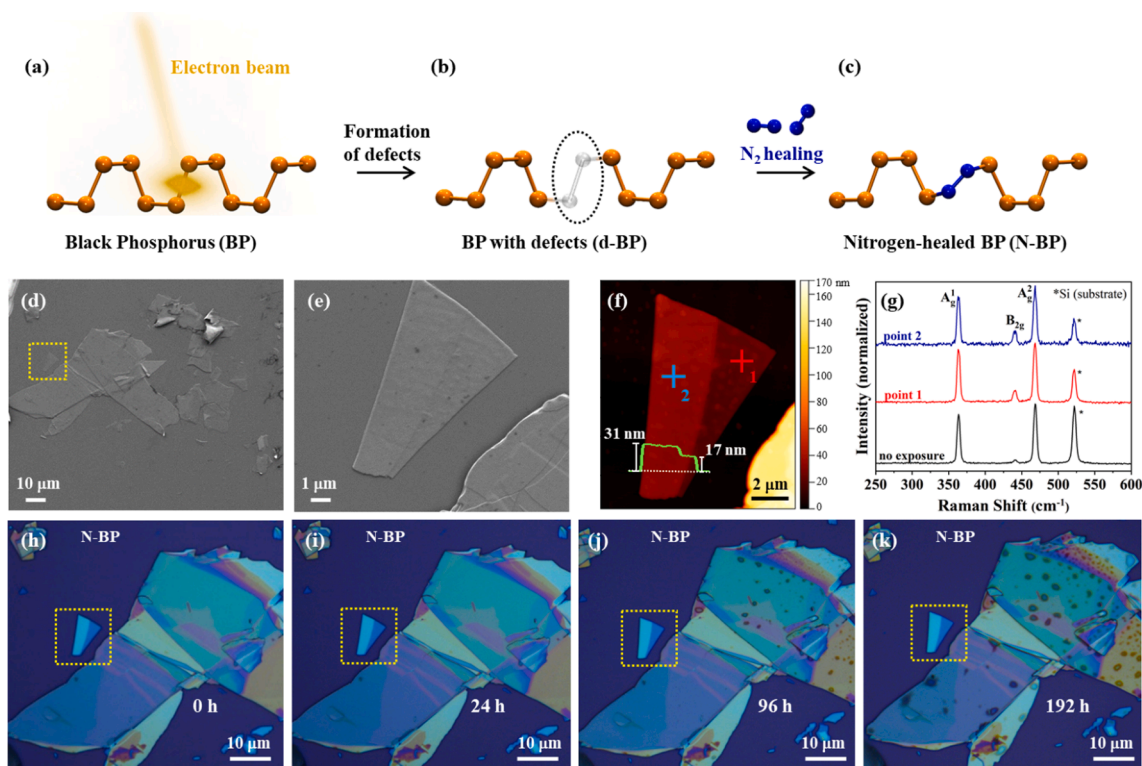 (a)
Electron beam
Black Phosphorus (BP)
Formation
of defects
(b)
BP with defects (d-BP)
N₂ healing
(c)
Nitrogen-healed BP (N-BP)
(d)
10 μm
(e)
1 μm
(f)
1
2
31 nm
17 nm
2 μm
170 nm
160
140
120
100
80
60
40
20
0
(g)
A¹g
B2g
A²g
*Si (substrate)
*
point 2
*
point 1
*
no exposure
Intensity (normalized)
250 300 350 400 450 500 550 600
Raman Shift (cm⁻¹)
(h)
N-BP
0 h
10 μm
(i)
N-BP
24 h
10 μm
(j)
N-BP
96 h
10 μm
(k)
N-BP
192 h
10 μm